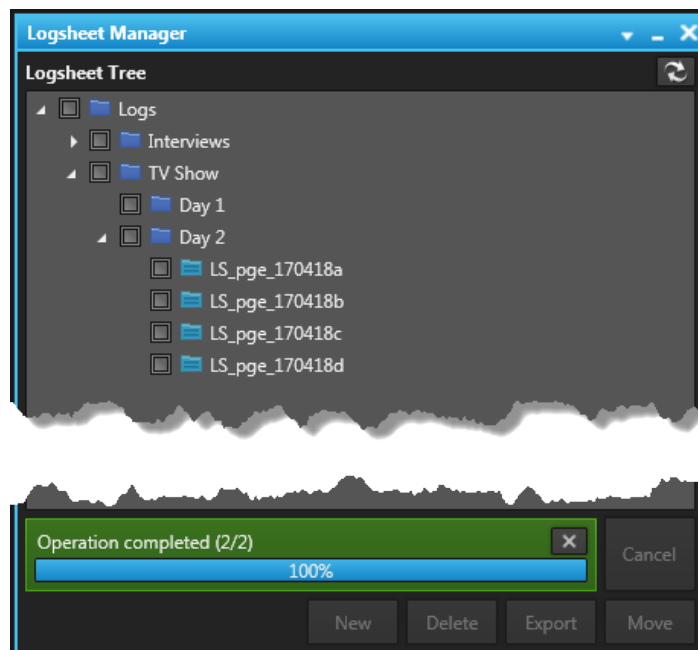 Logsheet Manager
Logsheet Tree
Logs
Interviews
TV Show
Day 1
Day 2
LS_pge_170418a
LS_pge_170418b
LS_pge_170418c
LS_pge_170418d
Operation completed (2/2)
100%
Cancel
New Delete Export Move